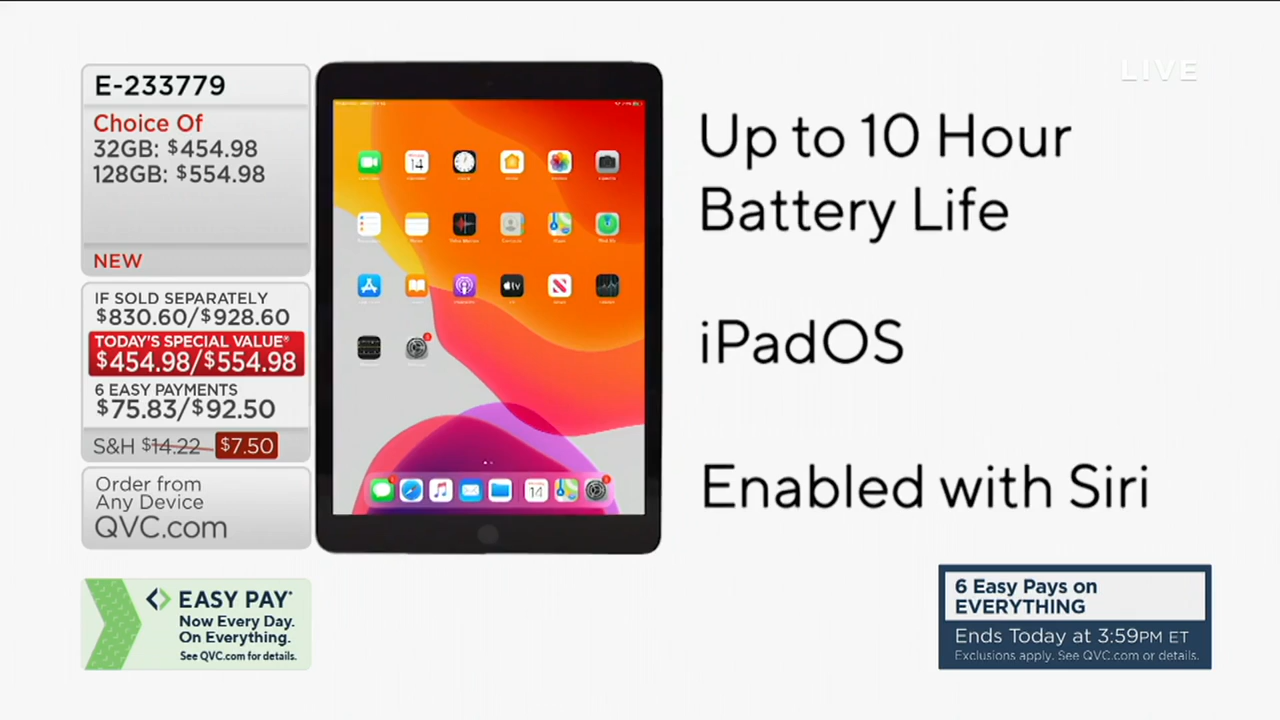 LIVE
E-233779
Choice Of
32GB: $454.98
128GB: $554.98
NEW
IF SOLD SEPARATELY
$830.60/$928.60
TODAY'S SPECIAL VALUE®
$454.98/$554.98
6 EASY PAYMENTS
$75.83/$92.50
S&H $14.22 $7.50
Order from
Any Device
QVC.com
EASY PAY*
Now Every Day.
On Everything.
See QVC.com for details.
14
tv
14
Up to 10 Hour
Battery Life
iPadOS
Enabled with Siri
6 Easy Pays on
EVERYTHING
Ends Today at 3:59PM ET
Exclusions apply. See QVC.com or details.